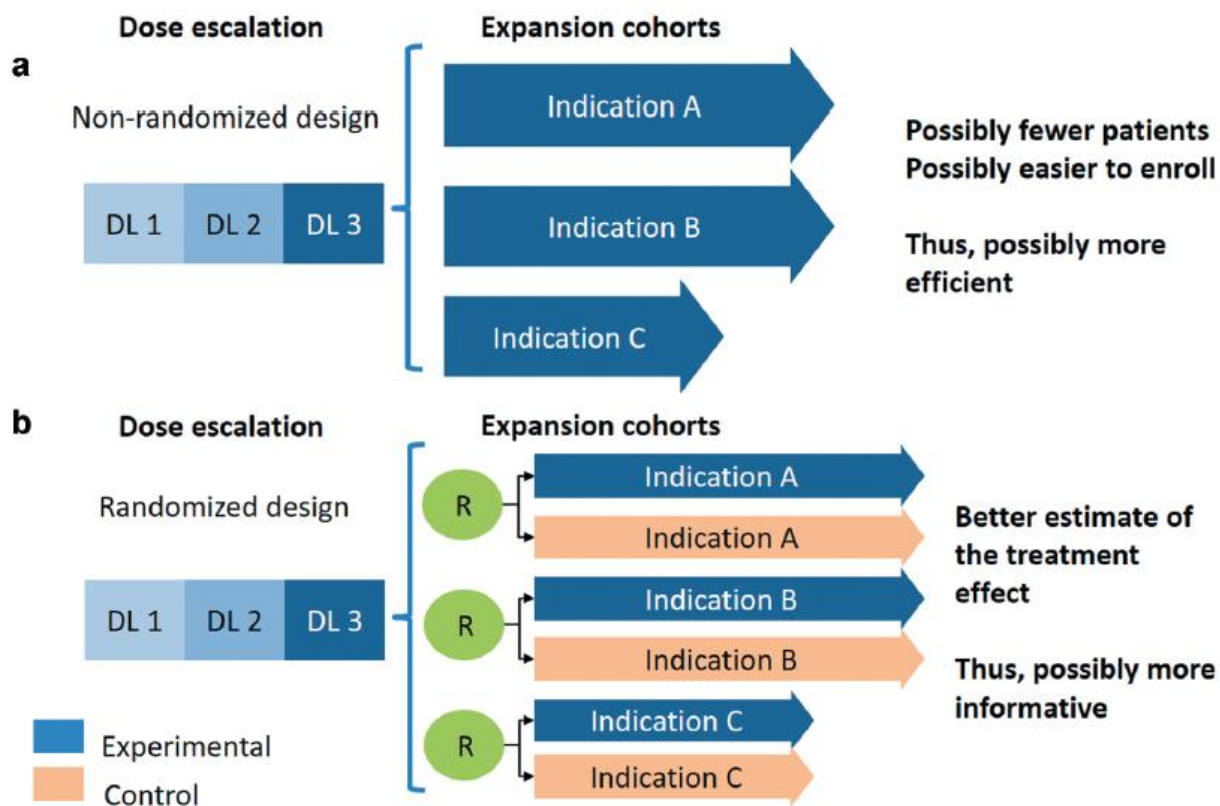 Dose escalation
Expansion cohorts
a
Non-randomized design
DL 1
DL 2
DL 3
Indication A
Indication B
Indication C
Possibly fewer patients
Possibly easier to enroll
Thus, possibly more
efficient
b
Dose escalation
Expansion cohorts
Randomized design
DL 1
DL 2
DL 3
R
Indication A
Indication A
R
Indication B
Indication B
R
Indication C
Indication C
Better estimate of
the treatment
effect
Thus, possibly more
informative
Experimental
Control